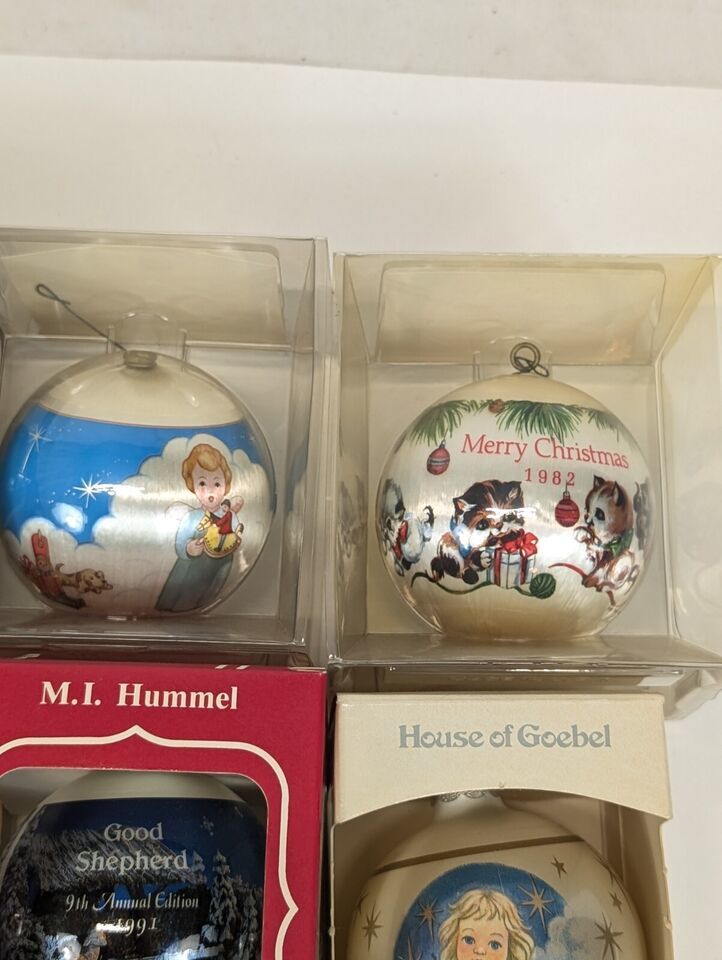 Merry Christmas
1982
M.I. Hummel
House of Goebel
Good
Shepherd
9th Annual Edition
1991